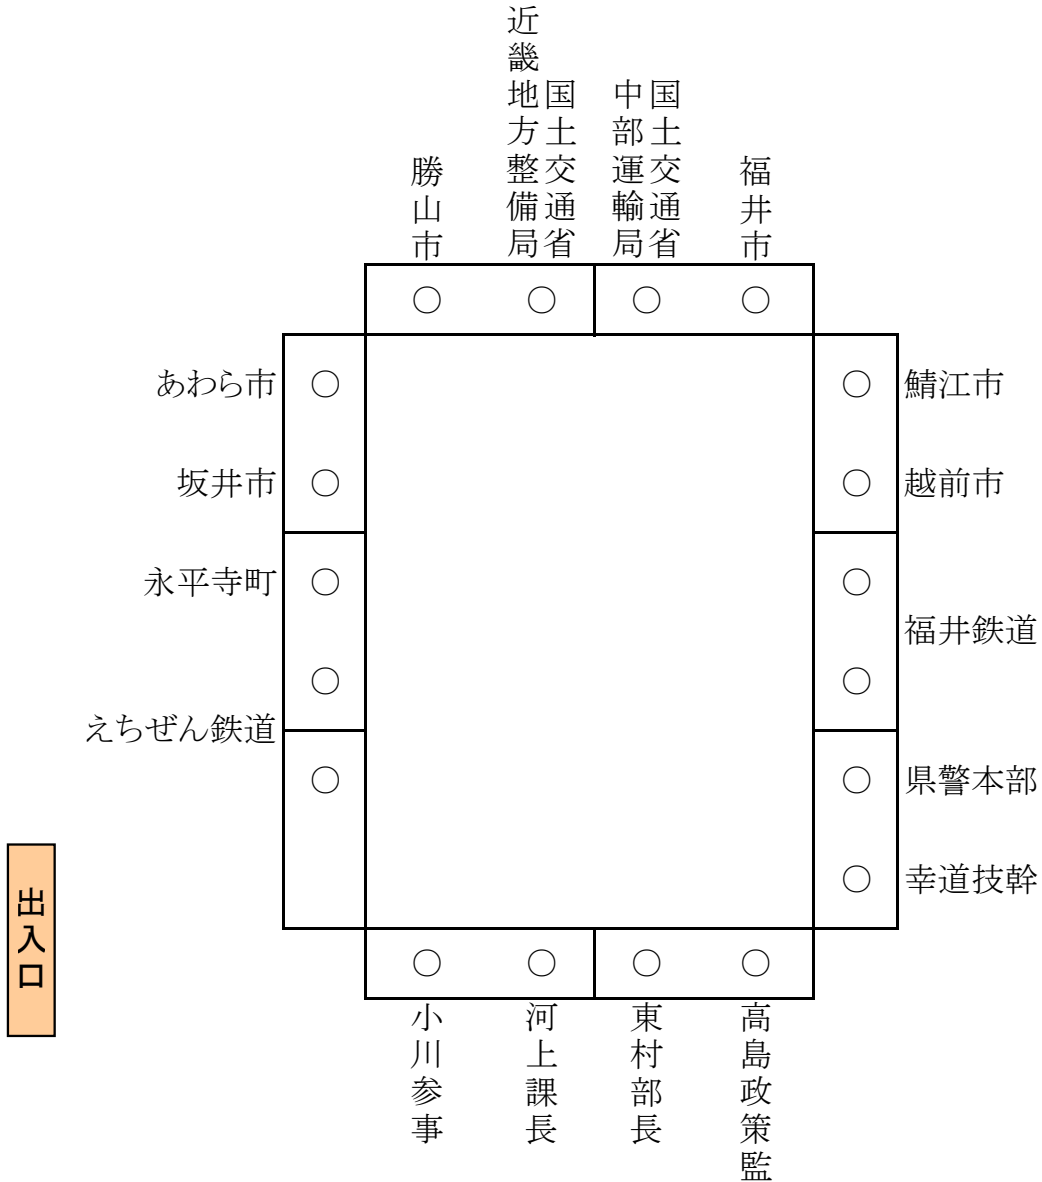 勝山市
国土交通省
近畿地方整備局
国土交通省
中部運輸局
福井市
あわら市
坂井市
永平寺町
えちぜん鉄道
鯖江市
越前市
福井鉄道
県警本部
幸道技幹
出入口
小川参事
河上課長
東村部長
高島政策監